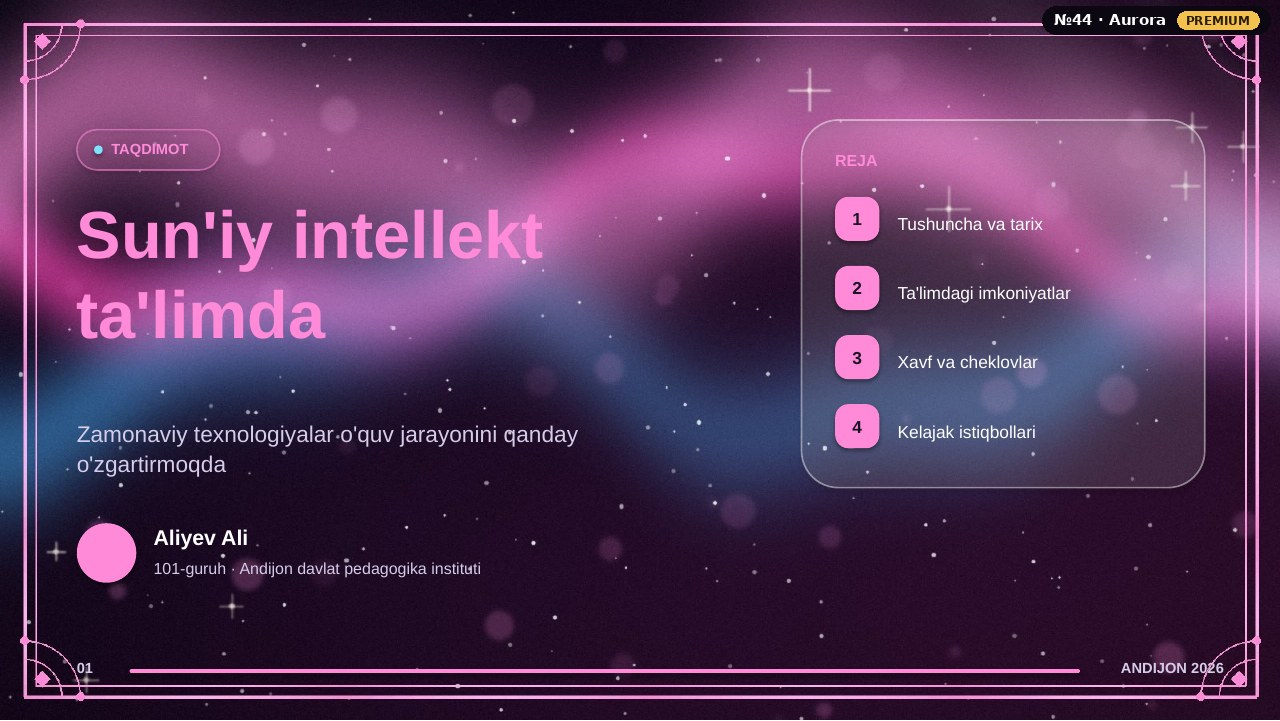 №44 · Aurora PREMIUM
TAQDİMOT
Sun'iy intellekt
ta'limda
Zamonaviy texnologiyalar o'quv jarayonini qanday
o'zgartirmoqda
Aliyev Ali
101-guruh · Andijon davlat pedagogika instituti
REJA
1 Tushuncha va tarix
2 Ta'limdagi imkoniyatlar
3 Xavf va cheklovlar
4 Kelajak istiqbollari
01
ANDIJON 2026